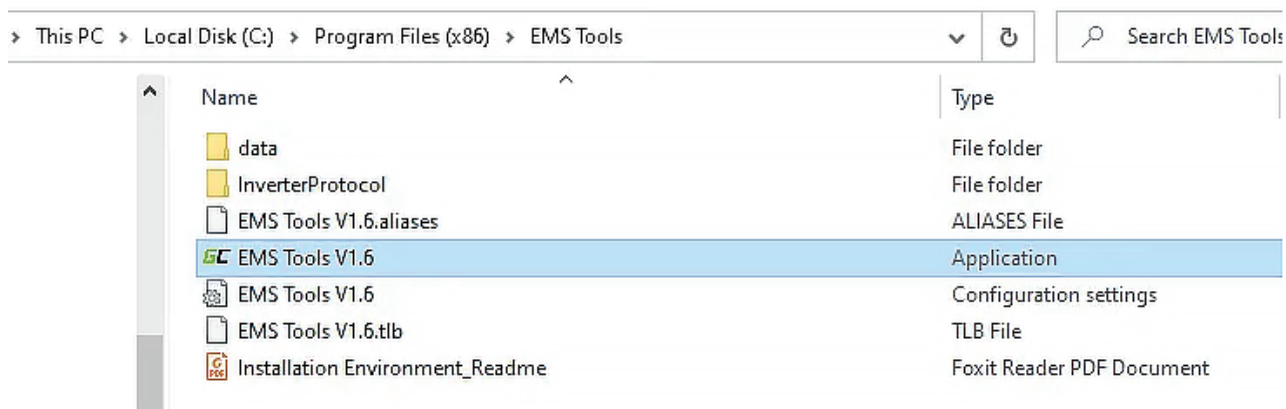 This PC > Local Disk (C:) > Program Files (x86) > EMS Tools Search EMS Tools
Name Type
data File folder
InverterProtocol File folder
EMS Tools V1.6.aliases ALIASES File
GC EMS Tools V1.6 Application
EMS Tools V1.6 Configuration settings
EMS Tools V1.6.tlb TLB File
PDF Installation Environment_Readme Foxit Reader PDF Document